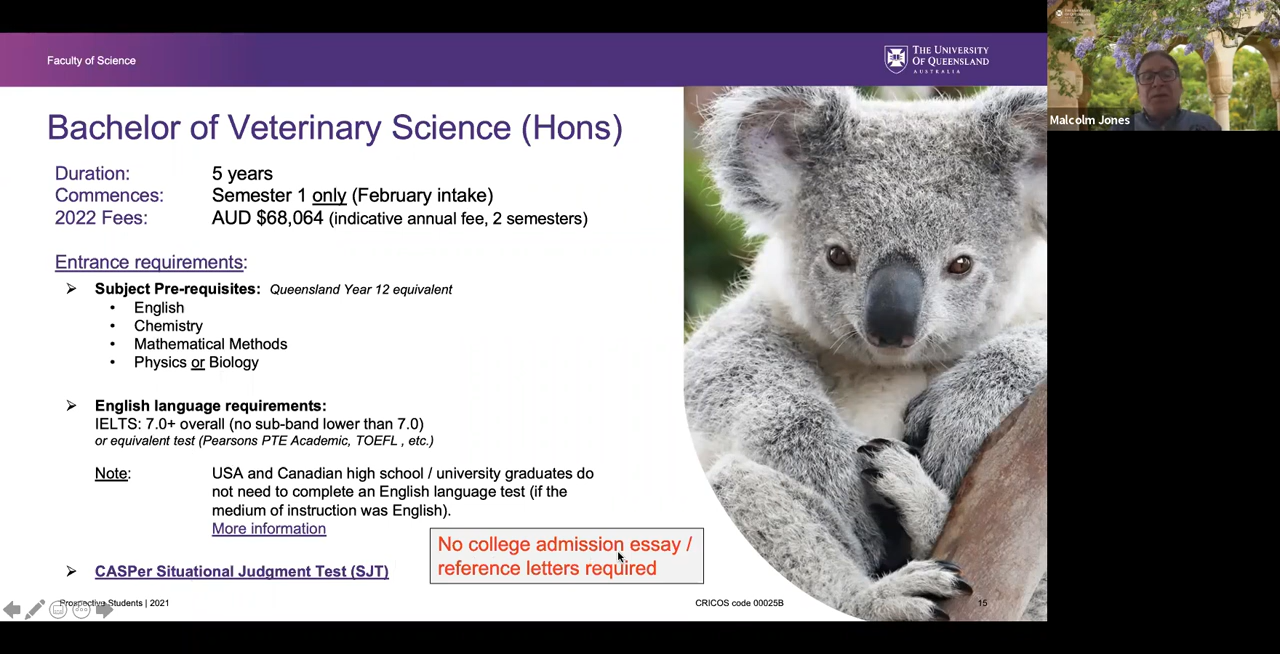 Faculty of Science
THE UNIVERSITY
OF QUEENSLAND
AUSTRALIA
Malcolm Jones
Bachelor of Veterinary Science (Hons)
Duration: 5 years
Commences: Semester 1 only (February intake)
2022 Fees: AUD $68,064 (indicative annual fee, 2 semesters)
Entrance requirements:
➢ Subject Pre-requisites: Queensland Year 12 equivalent
• English
• Chemistry
• Mathematical Methods
• Physics or Biology
➢ English language requirements:
IELTS: 7.0+ overall (no sub-band lower than 7.0)
or equivalent test (Pearsons PTE Academic, TOEFL , etc.)
Note: USA and Canadian high school / university graduates do
not need to complete an English language test (if the
medium of instruction was English).
More information
No college admission essay /
reference letters required
➢ CASPer Situational Judgment Test (SJT)
Prospective Students | 2021
CRICOS code 00025B
15